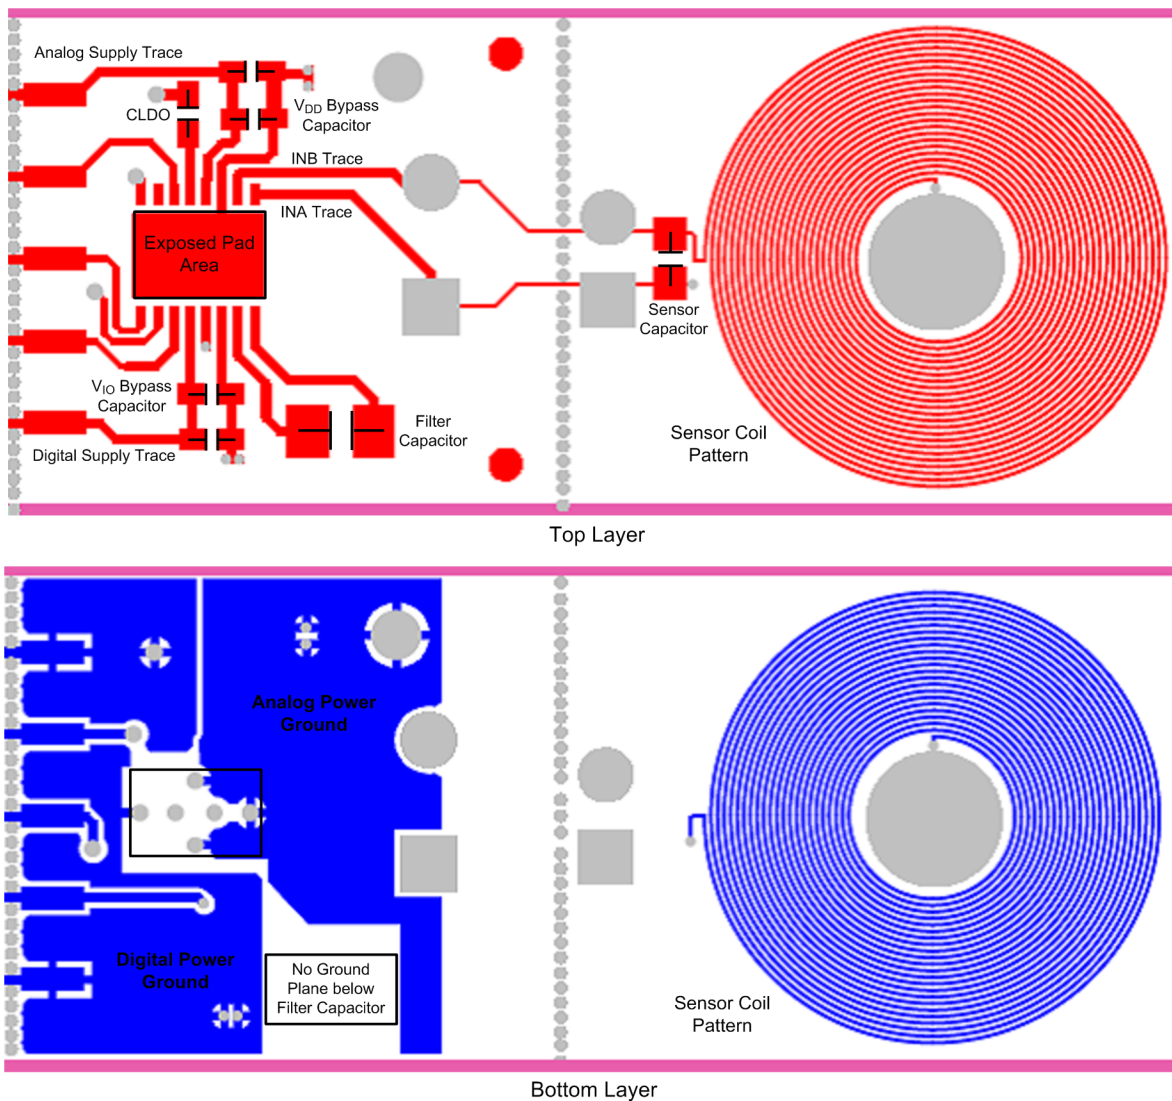 Analog Supply Trace
CLDO
VDD Bypass
Capacitor
INB Trace
INA Trace
Exposed Pad
Area
Sensor
Capacitor
VIO Bypass
Capacitor
Digital Supply Trace
Filter
Capacitor
Sensor Coil
Pattern
Top Layer
Analog Power
Ground
Digital Power
Ground
No Ground
Plane below
Filter Capacitor
Sensor Coil
Pattern
Bottom Layer